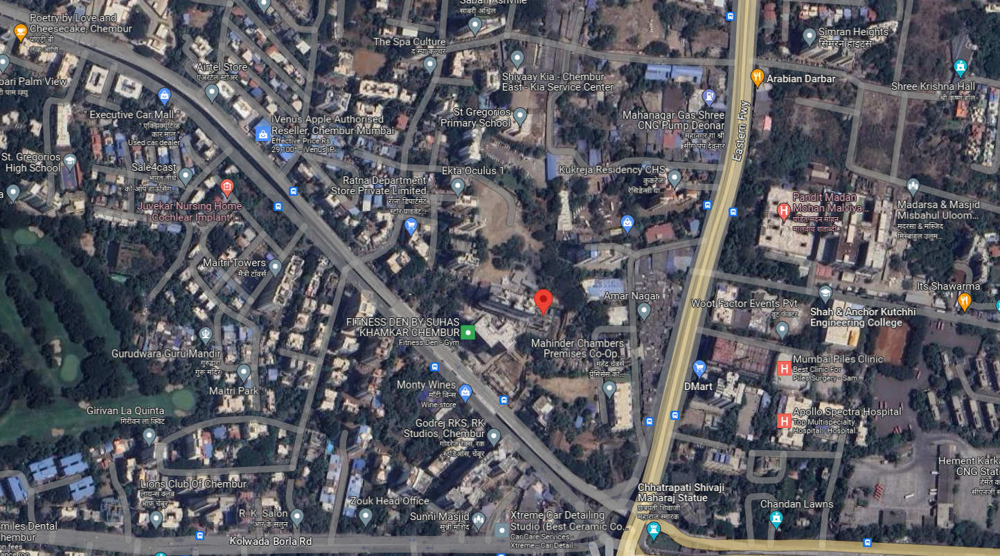 Sabari Ashville
साबरी अश्विल
Poetry by Love and
Cheesecake, Chembur
पोएट्री बी
लव्ह आणि...
Simran Heights
सिमरन हाइट्स
The Spa Culture
द स्पा कल्चर
Airtel Store
एअरटेल स्टोअर
Shivaay Kia - Chembur
East - Kia Service Center
Arabian Darbar
bari Palm View
री पाम व्ह्यू
Shree Krishna Hall
श्री कृष्ण हॉल
" Executive Car Mall "
एक्झिक्युटिव्ह
कार मॉल
Used car dealer
iVenus Apple Authorised
Reseller, Chembur Mumbai
Effective Price Rs
29,100* - iVenus iP...
St Gregorios
Primary School
Mahanagar Gas Shree
CNG Pump Deonar
महानगर गॅ श्री
सीएनजी पंप देवनार
Eastern Fwy
St. Gregorios
High School
Sale4cast
भारत तीर्थ
को-ऑप हाऊसिंग...
Ekta Oculus 1
Kukreja Residency CHS
कुकरेजा
रेसिडेन्सी या...
Ratna Department
Store Private Limited
रत्ना डिपार्टमेंट
स्टोर प्राइवेट...
a
Juvekar Nursing Home
| Cochlear Implant |...
Pandit Madan
Mohan Malviya...
पंडित मदन मोहन
मालवीय शताब्दी...
Madarsa & Masjid
Misbahul Uloom...
मदरसा & मस्जिद
मिस्बाहुल उलूम...
Maitri Towers
मैत्री टॉवर्स
Its Shawarma
Amar Nagar
Woot Factor Events Pvt
वूट फॅक्टर
Shah & Anchor Kutchhi
Engineering College
FITNESS DEN BY SUHAS
KHAMKAR CHEMBUR
Fitness Den - Gym
Mahinder Chambers
Premises Co-Op...
महेंद्र चेंबर्स
प्रेमिसेस को...
Gurudwara Guru Mandir
गुरुद्वारा
गुरू मंदिर
Mumbai Piles Clinic
Best Clinic For
Piles Surgery - Sam...
Monty Wines
मॉंटी विन्स
Wine store
DMart
Maitri Park
Girivan La Quinta
गिरीवन ला क्विंट
Apollo Spectra Hospital
Top Multispecialty
Hospital - Hospital...
Godrej RKS, RK
Studios, Chembur
गोदरेज रेक्स, रक
स्टुडिओस, चेंबूर
Hement Karka
CNG Stati
हेमंत क
सीएनजी स
Lions Club Of Chembur
लायन्स क्लब
ऑफ चेंबूर
Chhatrapati Shivaji
Maharaj Statue
छत्रपती शिवाजी
महाराज स्मारक
Zouk Head Office
Chandan Lawns
R. K. Salon
आर के सलून
Sunni Masjid
सुन्नी मशिद
Xtreme Car Detailing
Studio (Best Ceramic Co...
Car Care Services -
Xtreme - Car Detail...
miles Dental
hembur
on fees
ancelroo
Kolwada Borla Rd